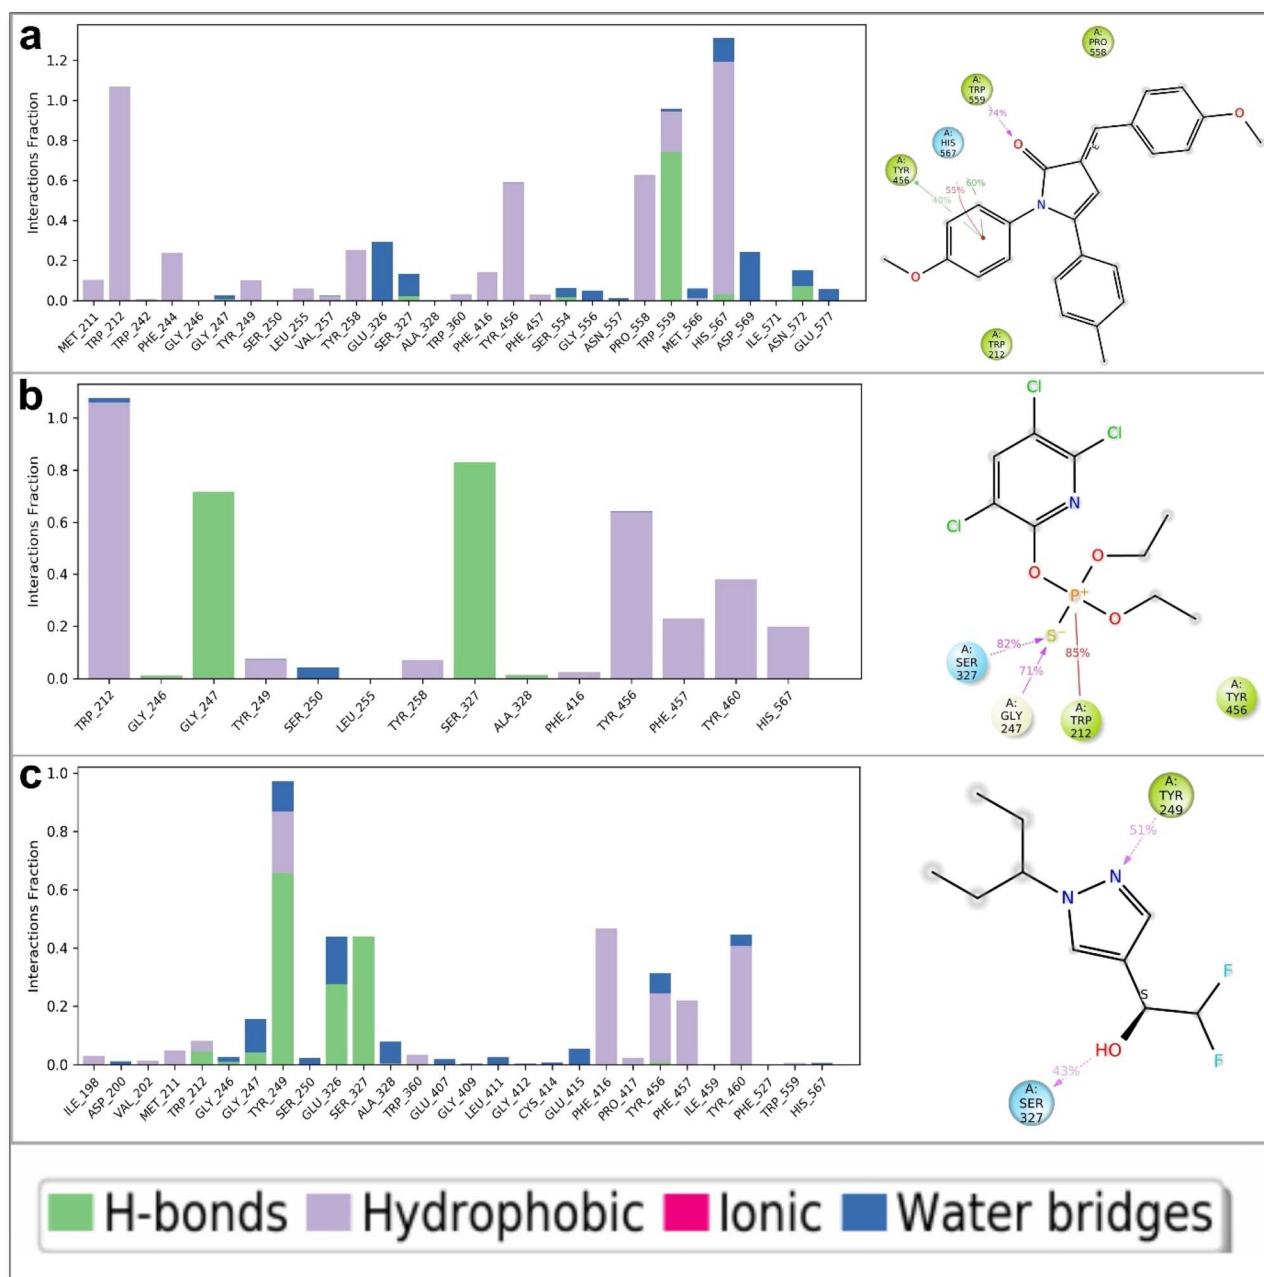 a
Interactions Fraction
1.2
1.0
0.8
0.6
0.4
0.2
0.0
MET_211
TRP_212
TRP_242
PHE_244
GLY_246
GLY_247
TYR_249
SER_250
LEU_255
VAL_257
TYR_258
GLU_326
SER_327
ALA_328
TRP_360
PHE_416
TYR_456
PHE_457
SER_554
GLY_556
ASN_557
PRO_558
TRP_559
MET_566
HIS_567
ASP_569
ILE_571
ASN_572
GLU_577
A:
PRO
558
A:
TRP
559
74%
A:
HIS
567
A:
TYR
456
60%
55%
40%
O
N
E
O
O
A:
TRP
212
b
Interactions Fraction
1.0
0.8
0.6
0.4
0.2
0.0
TRP_212
GLY_246
GLY_247
TYR_249
SER_250
LEU_255
TYR_258
SER_327
ALA_328
PHE_416
TYR_456
PHE_457
TYR_460
HIS_567
Cl
Cl
Cl
N
O
O
P+
O
S−
82%
71%
85%
A:
SER
327
A:
GLY
247
A:
TRP
212
A:
TYR
456
c
Interactions Fraction
1.0
0.8
0.6
0.4
0.2
0.0
ILE_198
ASP_200
VAL_202
MET_211
TRP_212
GLY_246
GLY_247
TYR_249
SER_250
GLU_326
SER_327
ALA_328
TRP_360
GLU_407
GLY_409
LEU_411
GLY_412
CYS_414
GLU_415
PHE_416
PRO_417
TYR_456
PHE_457
ILE_459
TYR_460
PHE_527
TRP_559
HIS_567
A:
TYR
249
51%
N
N
S
F
F
HO
43%
A:
SER
327
H-bonds Hydrophobic Ionic Water bridges